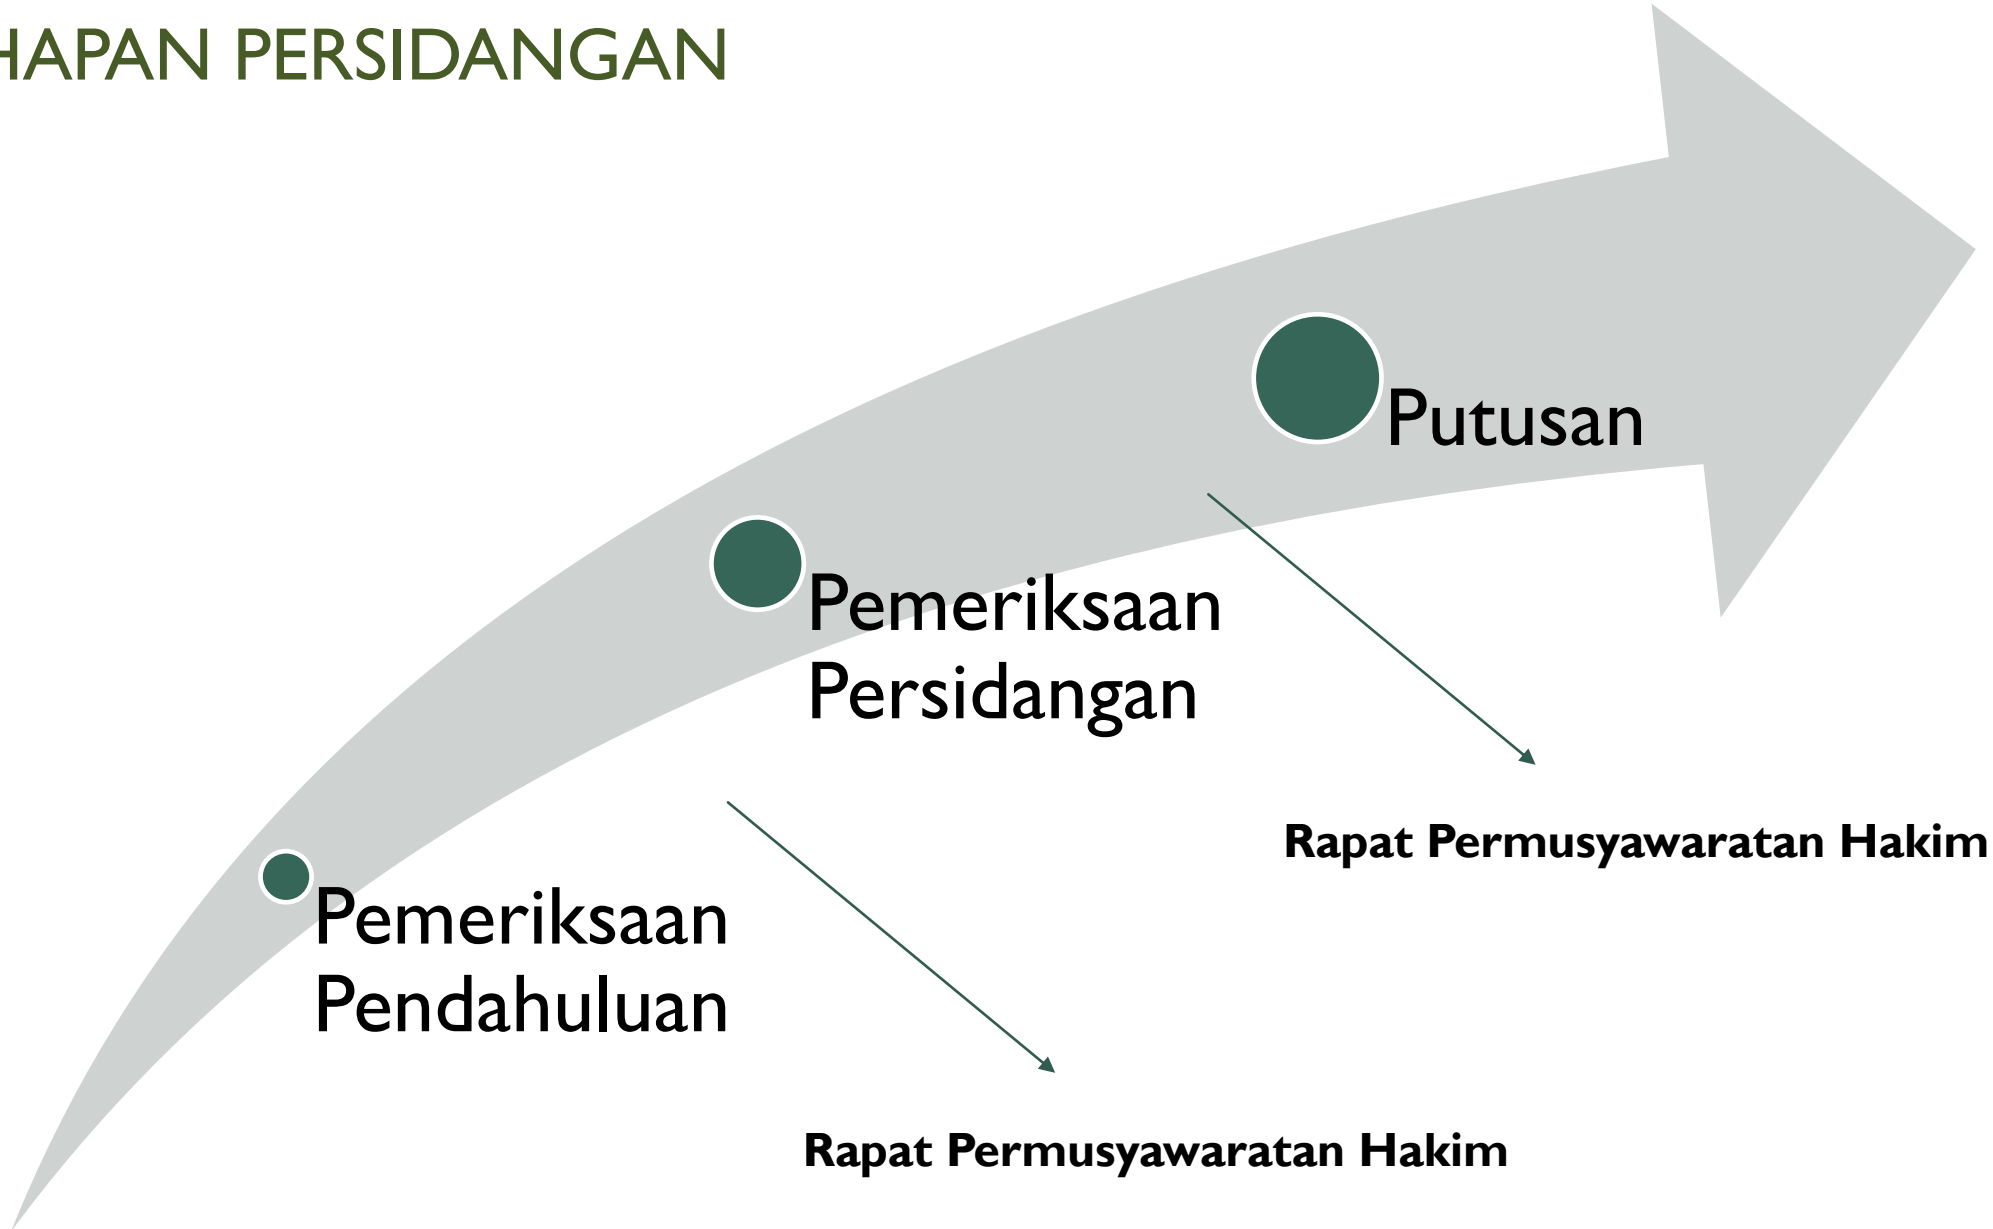 HAPAN PERSIDANGAN
Putusan
Pemeriksaan
Persidangan
Rapat Permusyawaratan Hakim
Pemeriksaan
Pendahuluan
Rapat Permusyawaratan Hakim